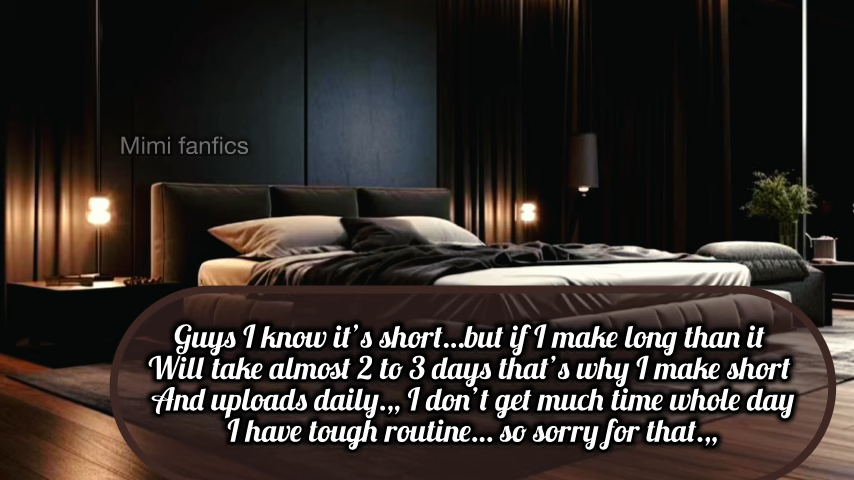 Mimi fanfics
Guys I know it's short...but if I make long than it
Will take almost 2 to 3 days that's why I make short
And uploads daily.,, I don't get much time whole day
I have tough routine... so sorry for that.,,